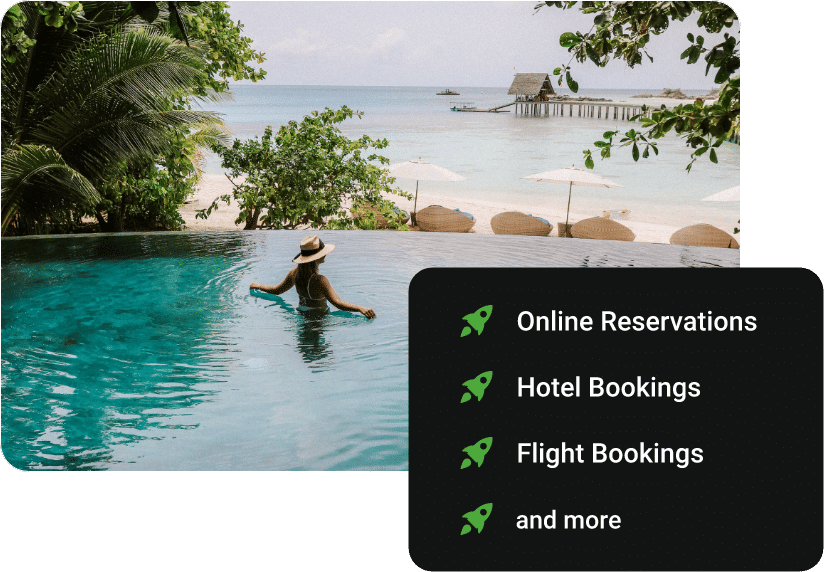 Online Reservations
Hotel Bookings
Flight Bookings
and more